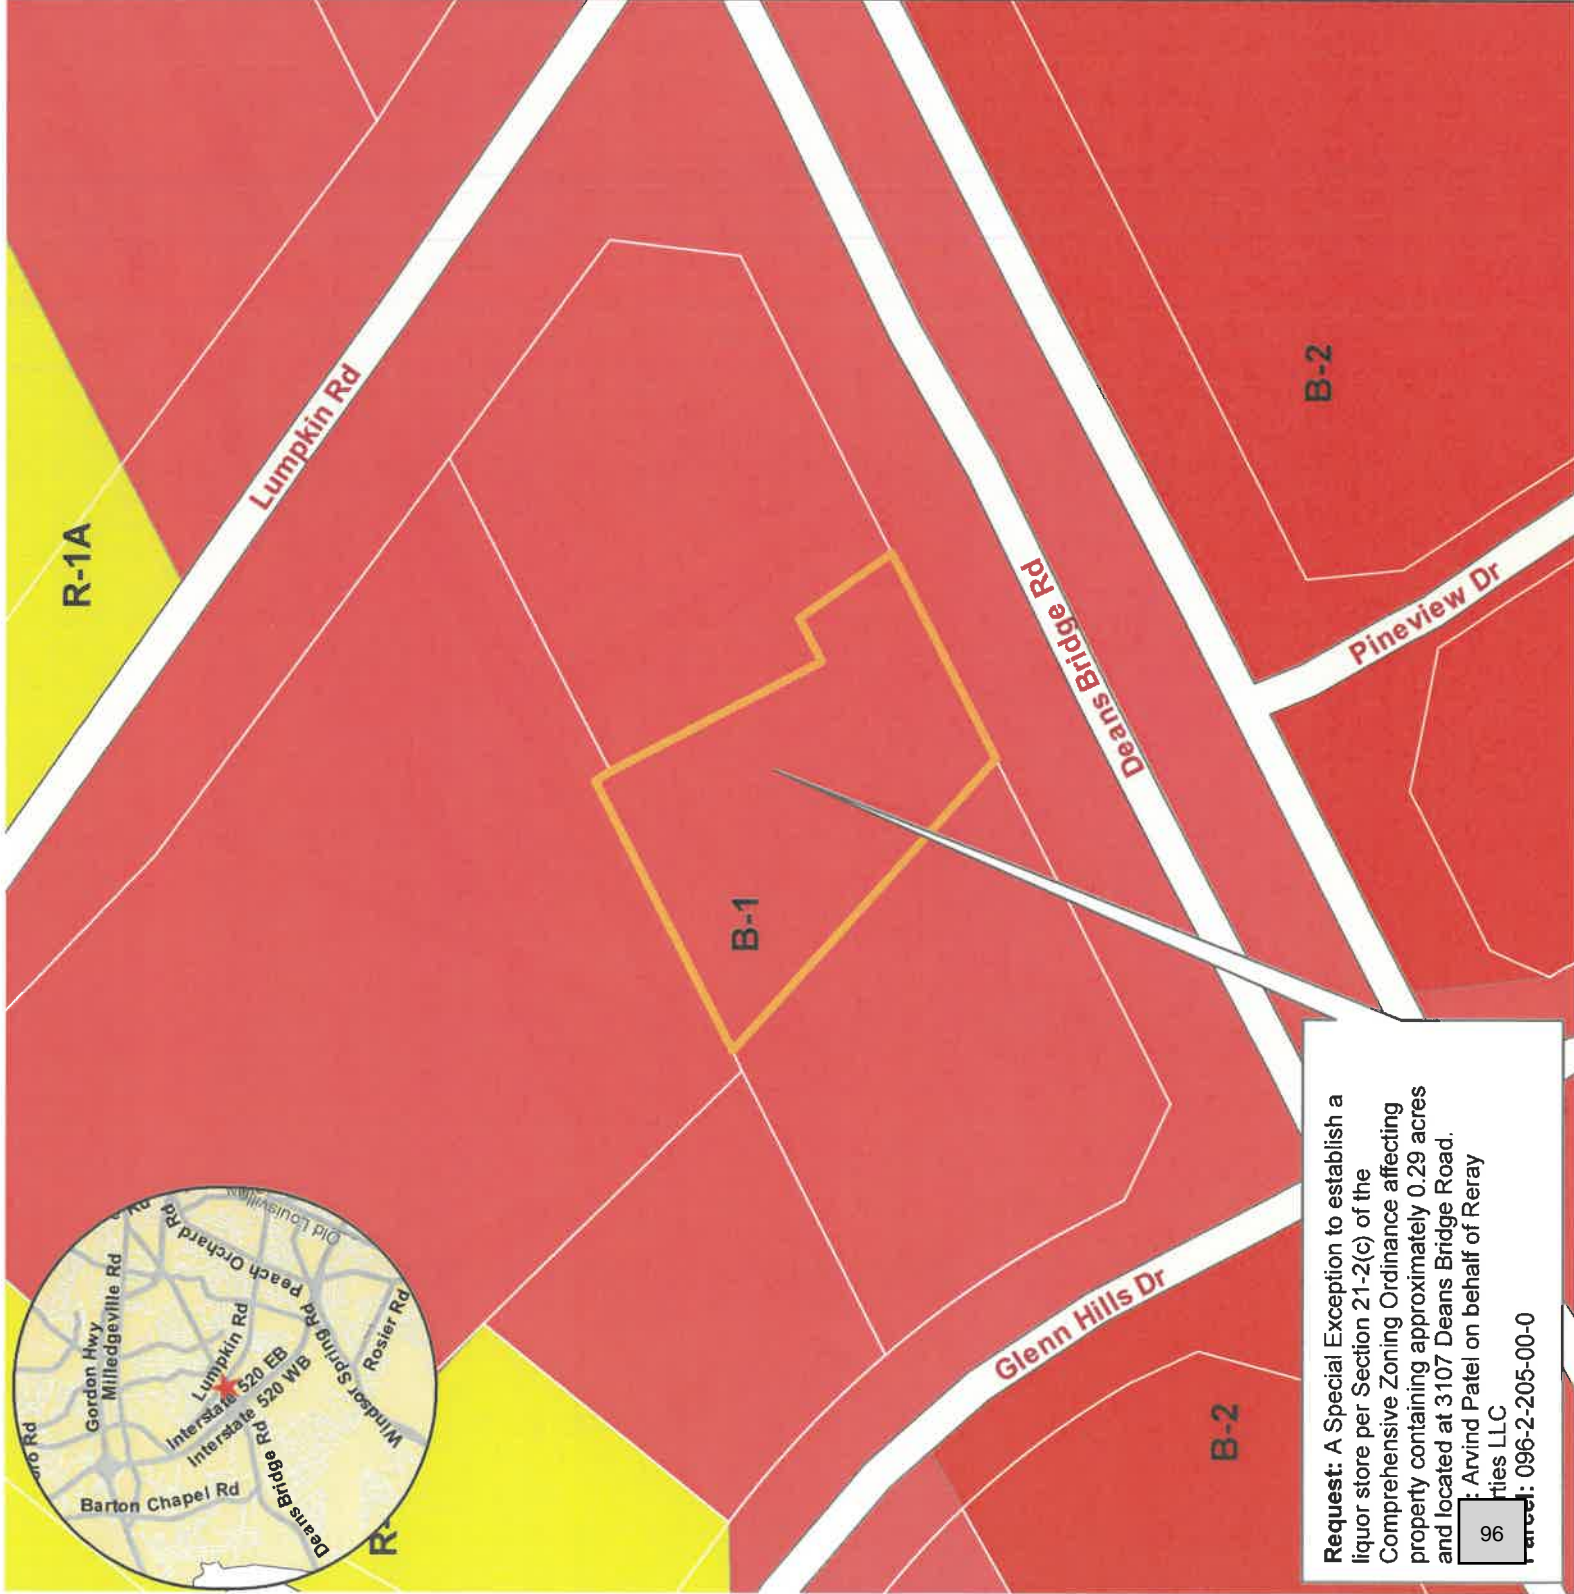 R-1A
Lumpkin Rd
B-1
Deans Bridge Rd
B-2
Pineview Dr
Glenn Hills Dr
B-2
R-
Gordon Hwy
Milledgeville Rd
Peach Orchard Rd
Old Louisville
Lumpkin Rd
Interstate 520 EB
Interstate 520 WB
Windsor Spring Rd
Rosier Rd
Barton Chapel Rd
Deans Bridge Rd
Request: A Special Exception to establish a
liquor store per Section 21-2(c) of the
Comprehensive Zoning Ordinance affecting
property containing approximately 0.29 acres
and located at 3107 Deans Bridge Road.
: Arvind Patel on behalf of Reray
rties LLC
Parcel: 096-2-205-00-0
96